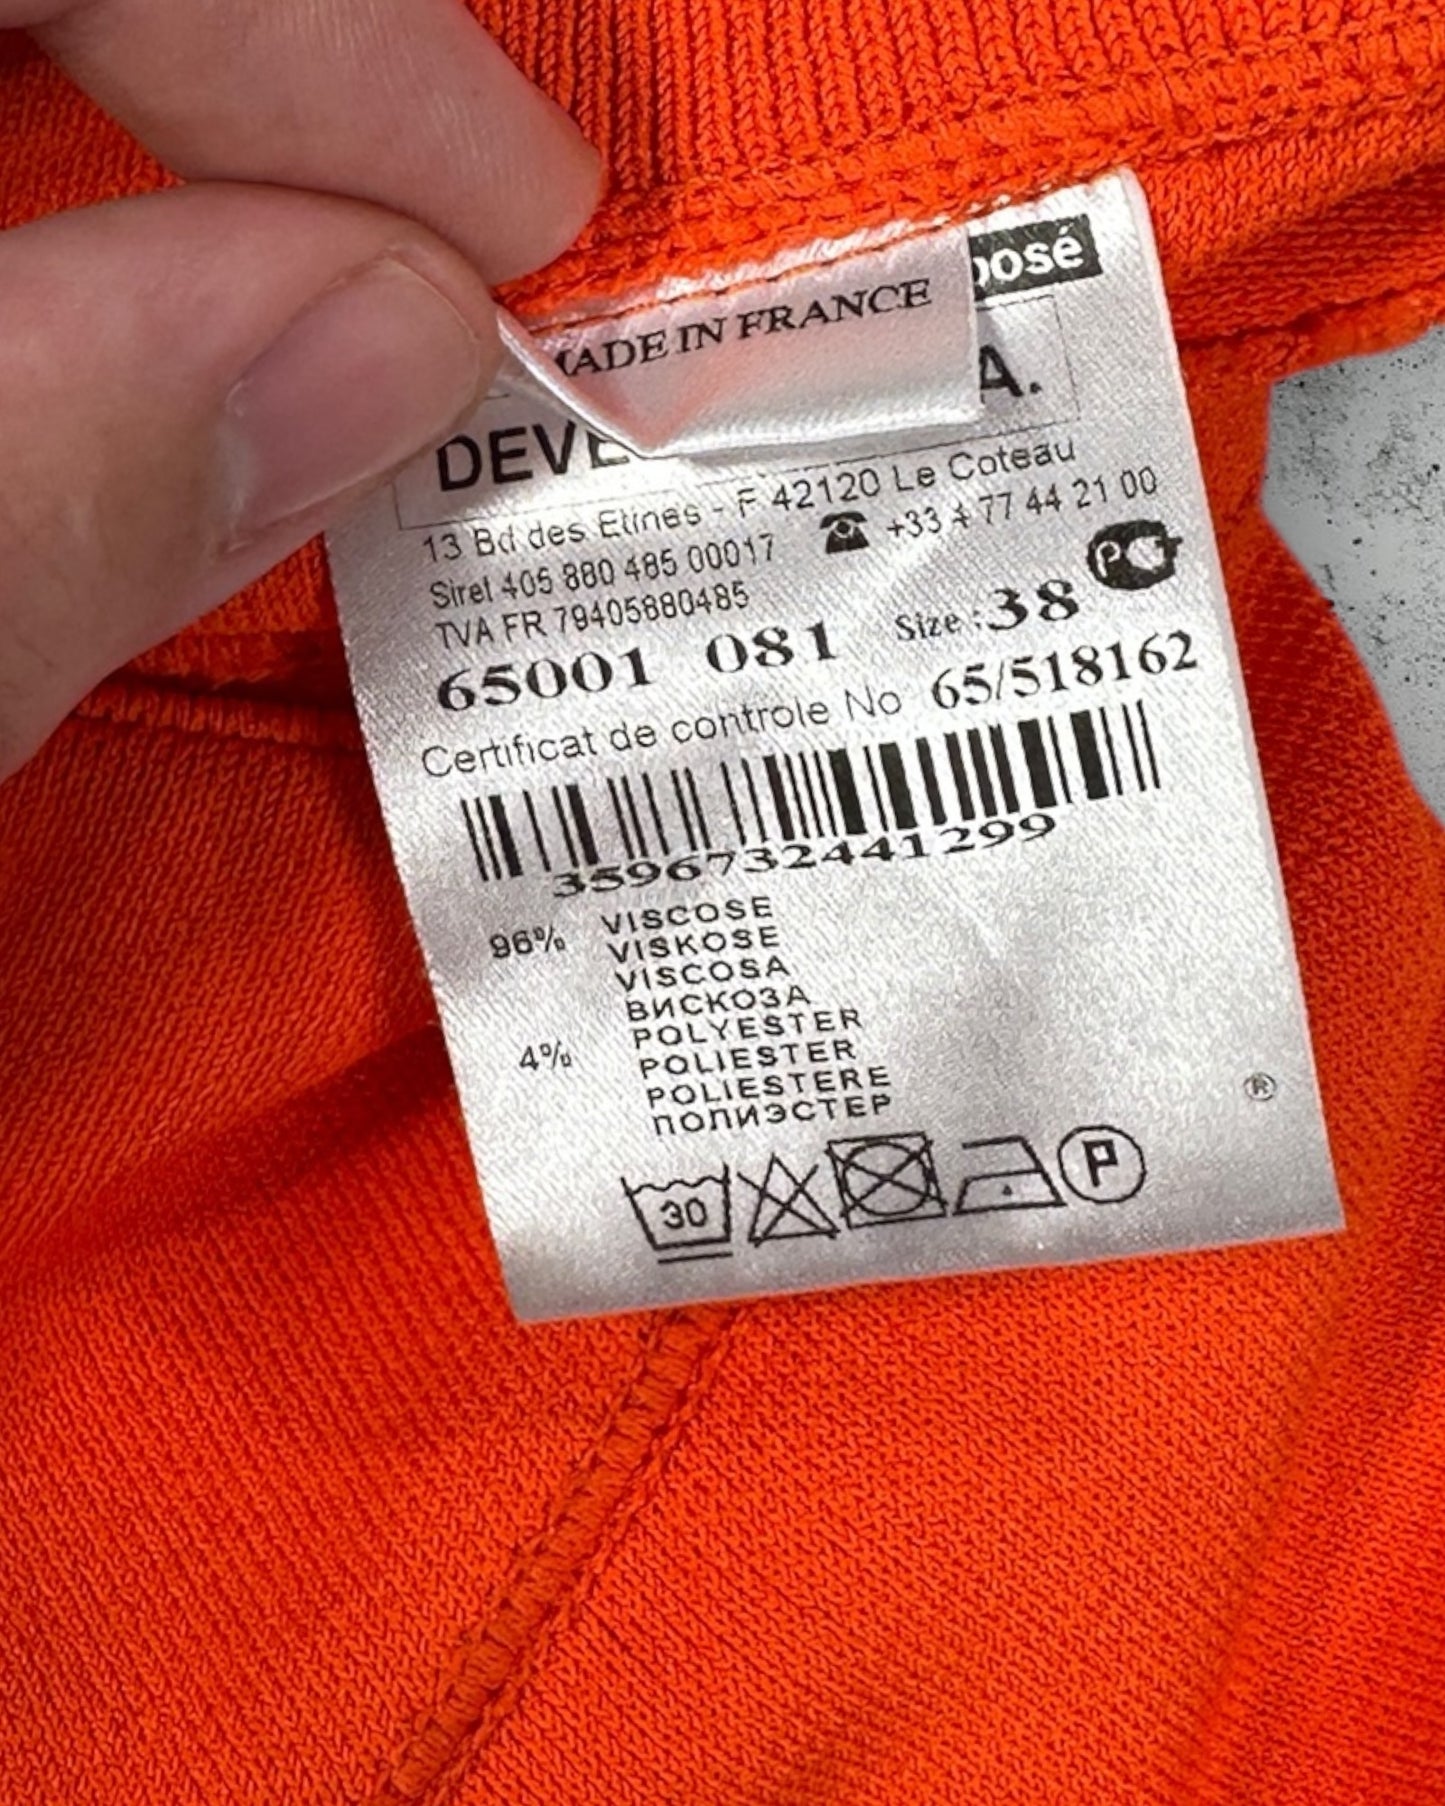 MADE IN FRANCE
osé
A.
DEVE
13 Bd des Etines - F 42120 Le Coteau
Siret 405 880 485 00017 ☎ +33 4 77 44 21 00
TVA FR 79405880485
65001 081 Size : 38
Certificat de controle No 65/518162
3596732441299
96% VISCOSE
VISKOSE
VISCOSA
ВИСКОЗА
4% POLYESTER
POLIESTER
POLIESTERE
ПОЛИЭСТЕР
®
30 P